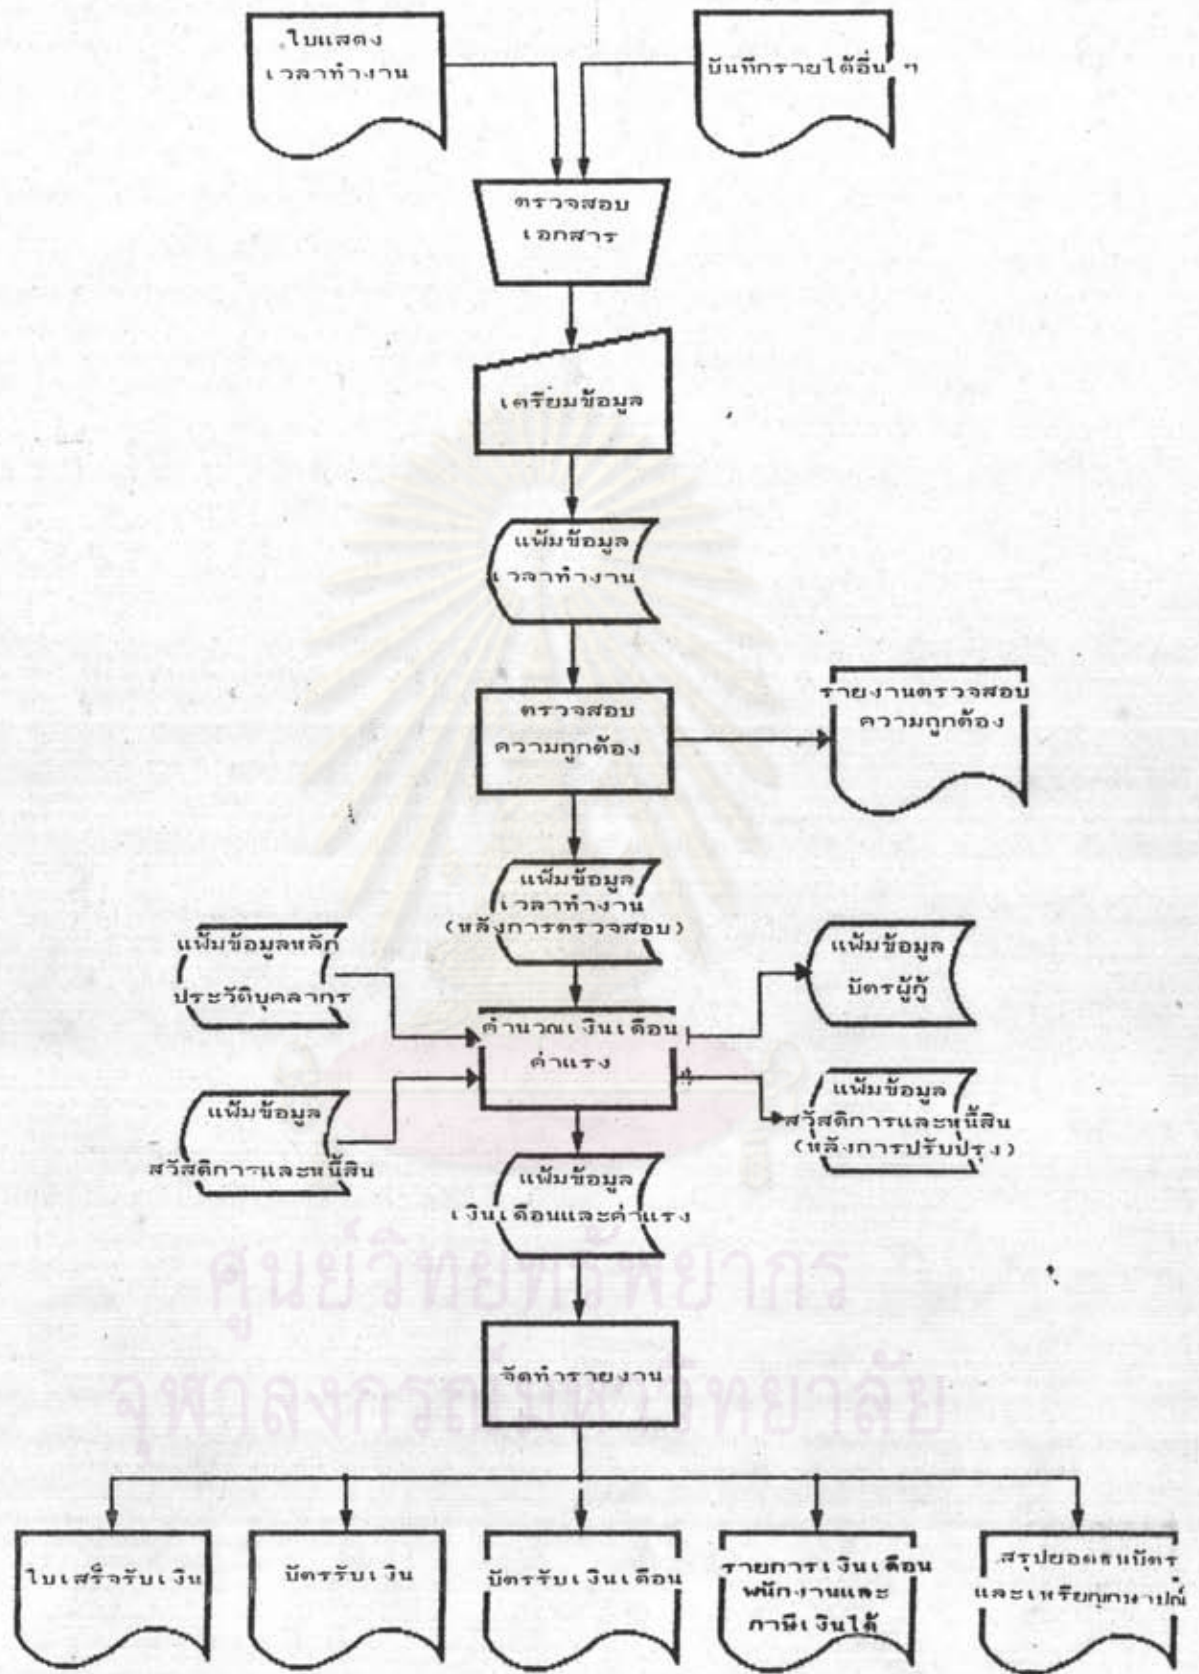 ใบแสดง
เวลาทำงาน
บันทึกรายได้อื่น ๆ
ตรวจสอบ
เอกสาร
เตรียมข้อมูล
แฟ้มข้อมูล
เวลาทำงาน
ตรวจสอบ
ความถูกต้อง
รายงานตรวจสอบ
ความถูกต้อง
แฟ้มข้อมูล
เวลาทำงาน
(หลังการตรวจสอบ)
แฟ้มข้อมูลหลัก
ประวัติบุคลากร
แฟ้มข้อมูล
บัตรผู้กู้
คำนวณเงินเดือน
ค่าแรง
แฟ้มข้อมูล
สวัสดิการและหนี้สิน
แฟ้มข้อมูล
สวัสดิการและหนี้สิน
(หลังการปรับปรุง)
แฟ้มข้อมูล
เงินเดือนและค่าแรง
ศูนย์วิทยทรัพยากร
จัดทำรายงาน
จุฬาลงกรณ์มหาวิทยาลัย
ใบเสร็จรับเงิน
บัตรรับเงิน
บัตรรับเงินเดือน
รายการเงินเดือน
พนักงานและ
ภาษีเงินได้
สรุปยอดธนบัตร
และเหรียญกษาปณ์